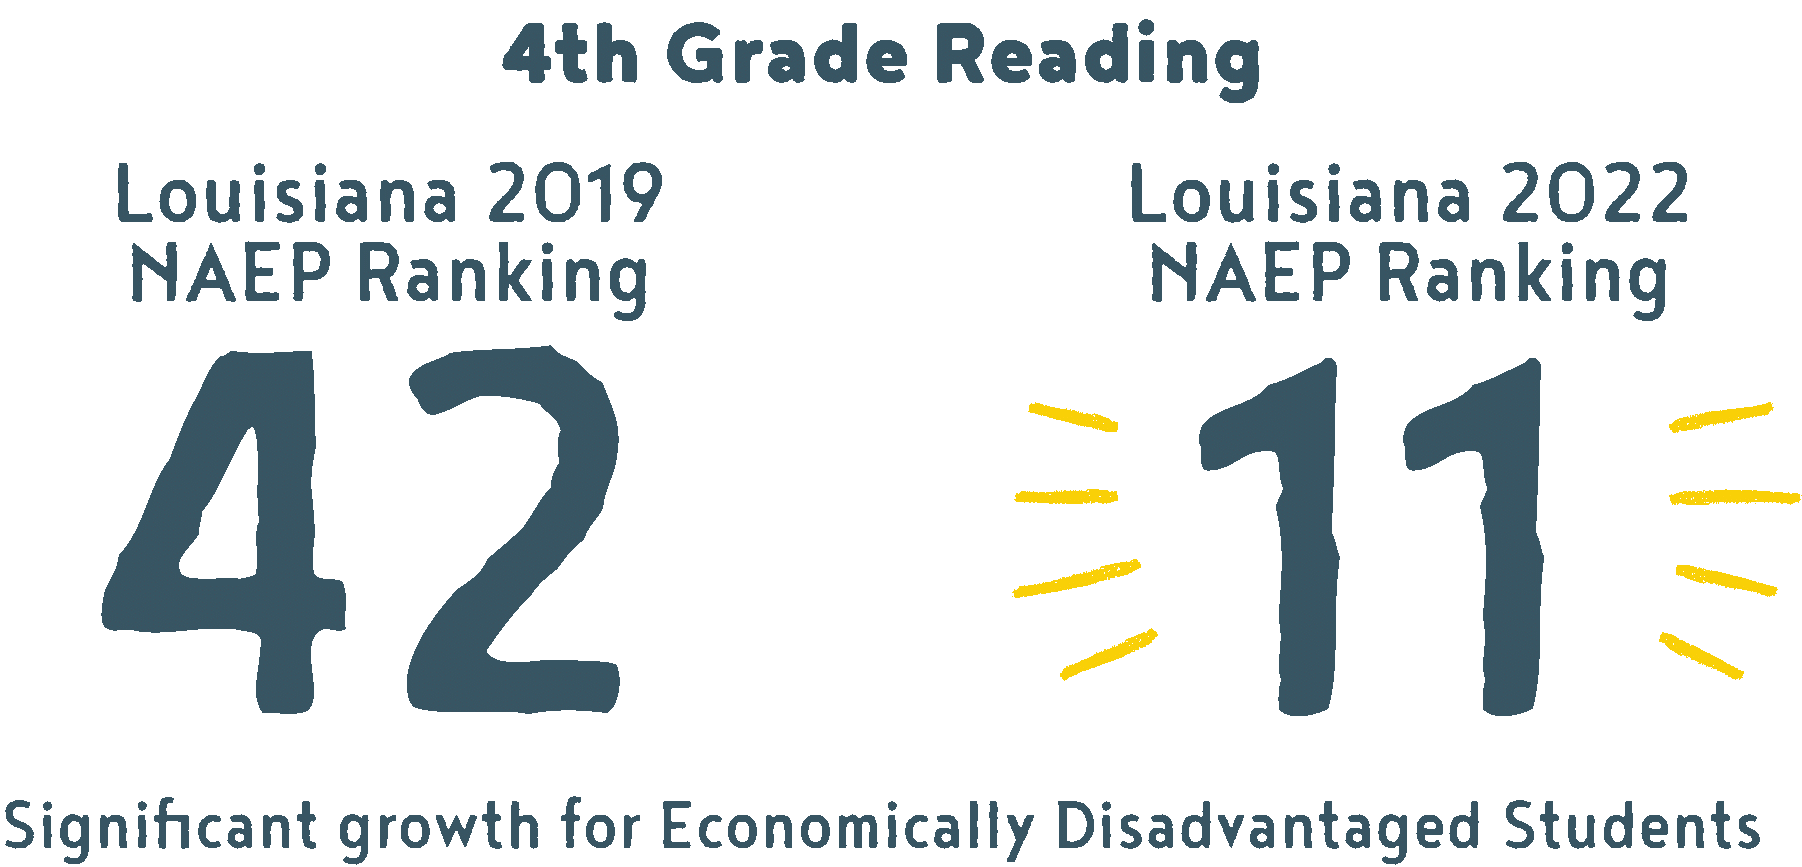 4th Grade Reading
Louisiana 2019
NAEP Ranking
42
Louisiana 2022
NAEP Ranking
11
Significant growth for Economically Disadvantaged Students